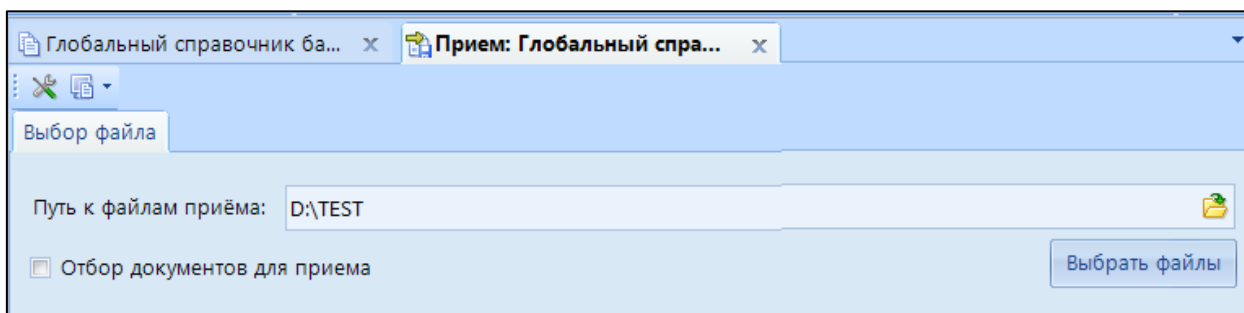 Глобальный справочник ба... x Прием: Глобальный спра... x
Выбор файла
Путь к файлам приёма: D:\TEST
Отбор документов для приема Выбрать файлы